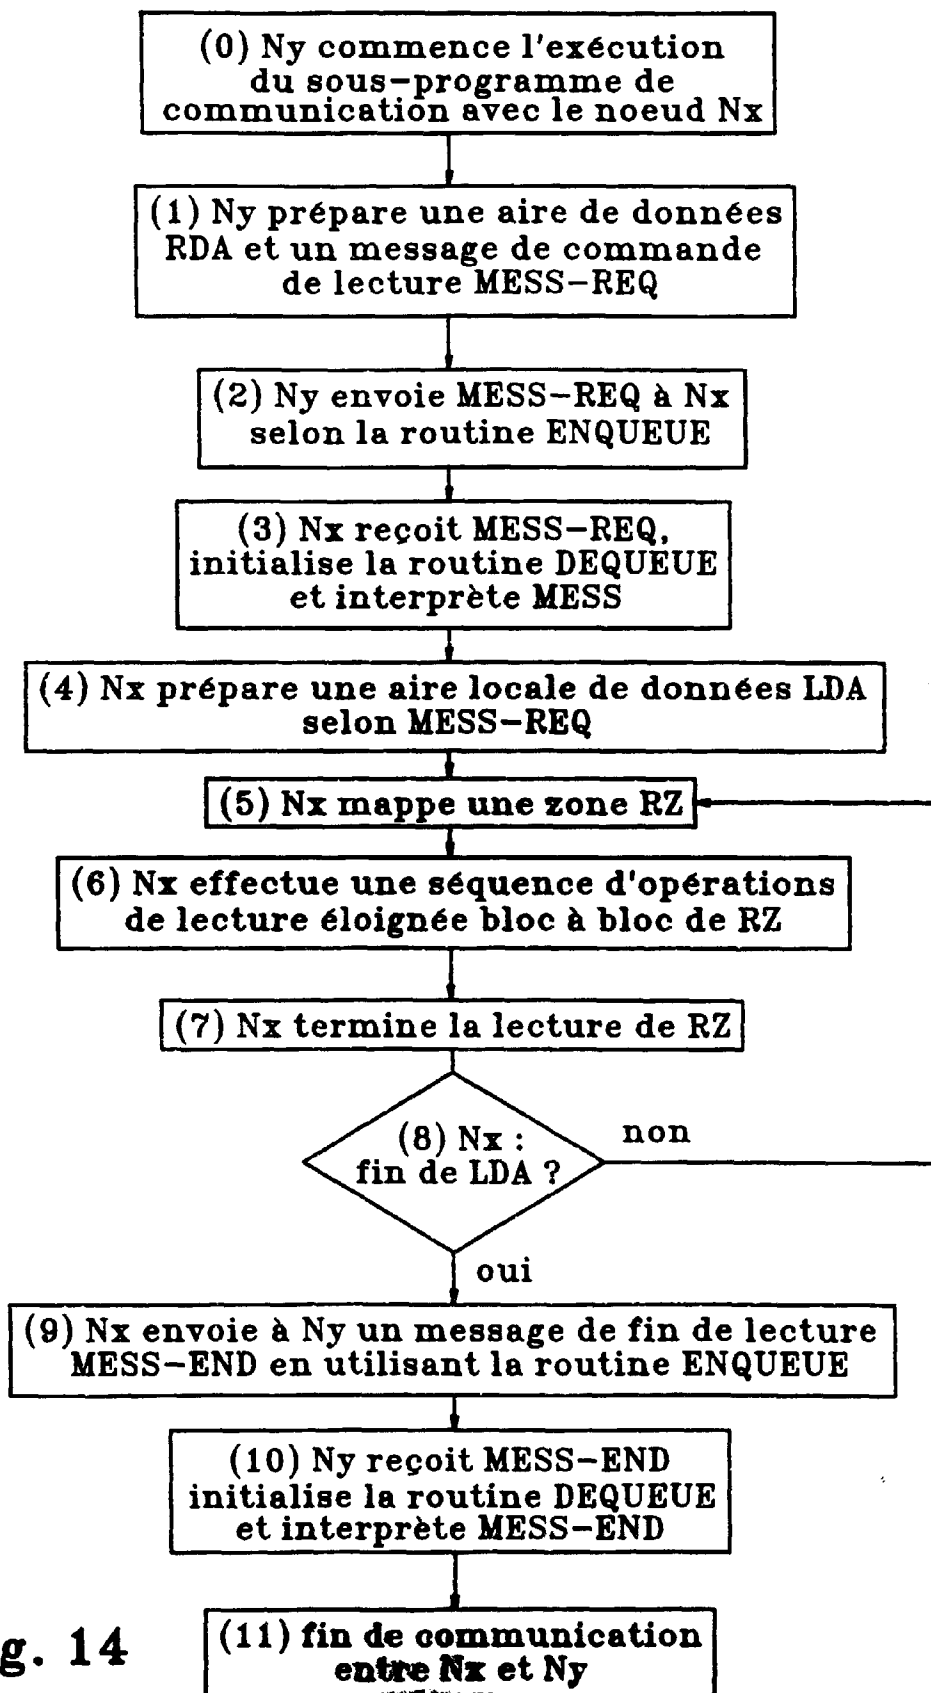 (0) Ny commence l'exécution
du sous-programme de
communication avec le noeud Nx
(1) Ny prépare une aire de données
RDA et un message de commande
de lecture MESS-REQ
(2) Ny envoie MESS-REQ à Nx
selon la routine ENQUEUE
(3) Nx reçoit MESS-REQ,
initialise la routine DEQUEUE
et interprète MESS
(4) Nx prépare une aire locale de données LDA
selon MESS-REQ
(5) Nx mappe une zone RZ
(6) Nx effectue une séquence d'opérations
de lecture éloignée bloc à bloc de RZ
(7) Nx termine la lecture de RZ
(8) Nx :
fin de LDA ?
non
oui
(9) Nx envoie à Ny un message de fin de lecture
MESS-END en utilisant la routine ENQUEUE
(10) Ny reçoit MESS-END
initialise la routine DEQUEUE
et interprète MESS-END
(11) fin de communication
entre Nx et Ny
g. 14